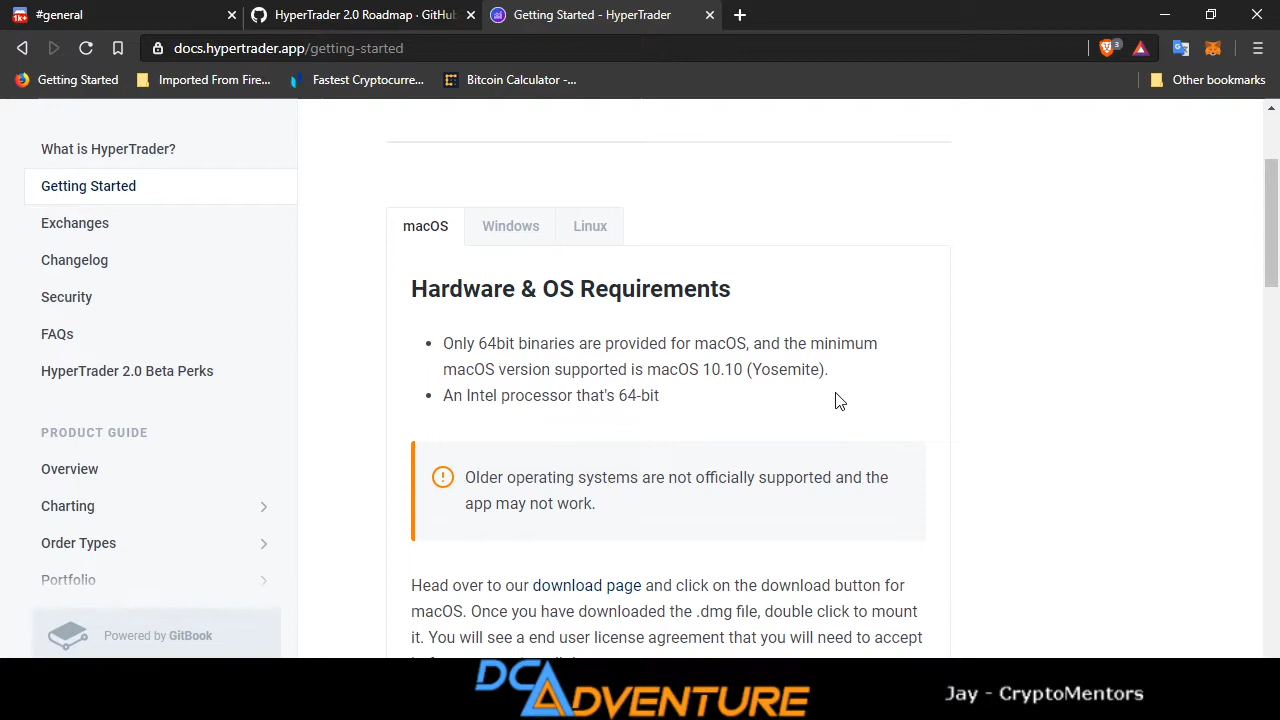 #general
HyperTrader 2.0 Roadmap · GitHub
Getting Started - HyperTrader
docs.hypertrader.app/getting-started
3
Getting Started
Imported From Fire...
Fastest Cryptocurre...
Bitcoin Calculator -...
Other bookmarks
What is HyperTrader?
Getting Started
Exchanges
Changelog
Security
FAQs
HyperTrader 2.0 Beta Perks
PRODUCT GUIDE
Overview
Charting
Order Types
Portfolio
Powered by GitBook
macOS Windows Linux
Hardware & OS Requirements
• Only 64bit binaries are provided for macOS, and the minimum
macOS version supported is macOS 10.10 (Yosemite).
• An Intel processor that's 64-bit
Older operating systems are not officially supported and the
app may not work.
Head over to our download page and click on the download button for
macOS. Once you have downloaded the .dmg file, double click to mount
it. You will see a end user license agreement that you will need to accept
DCADVENTURE
Jay - CryptoMentors